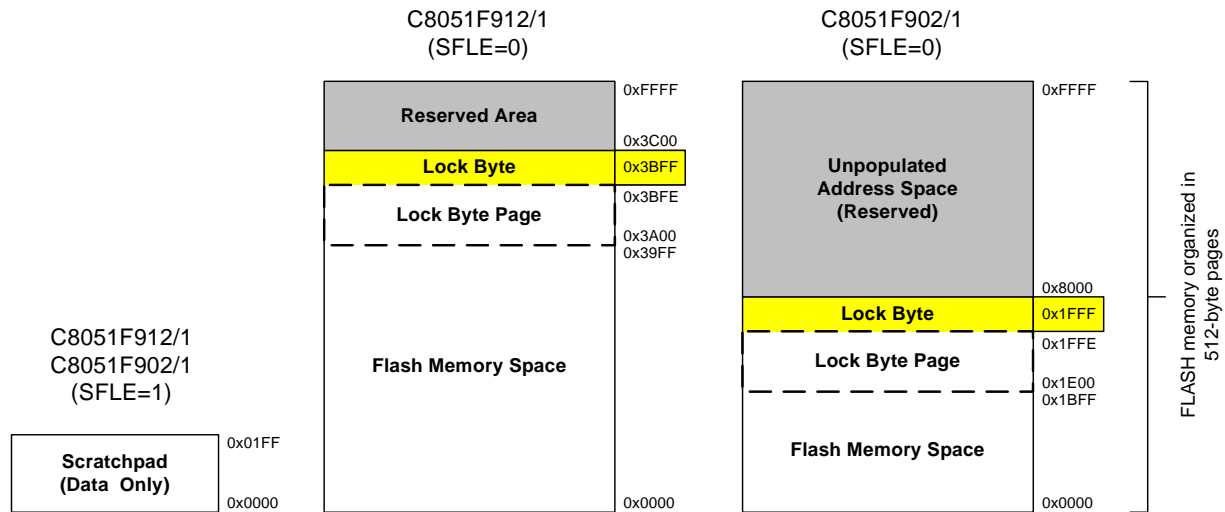 C8051F912/1
(SFLE=0)
0xFFFF
Reserved Area
0x3C00
Lock Byte
0x3BFF
0x3BFE
Lock Byte Page
0x3A00
0x39FF
Flash Memory Space
0x0000
C8051F902/1
(SFLE=0)
0xFFFF
Unpopulated
Address Space
(Reserved)
0x8000
Lock Byte
0x1FFF
0x1FFE
Lock Byte Page
0x1E00
0x1BFF
Flash Memory Space
0x0000
FLASH memory organized in
512-byte pages
C8051F912/1
C8051F902/1
(SFLE=1)
0x01FF
Scratchpad
(Data Only)
0x0000